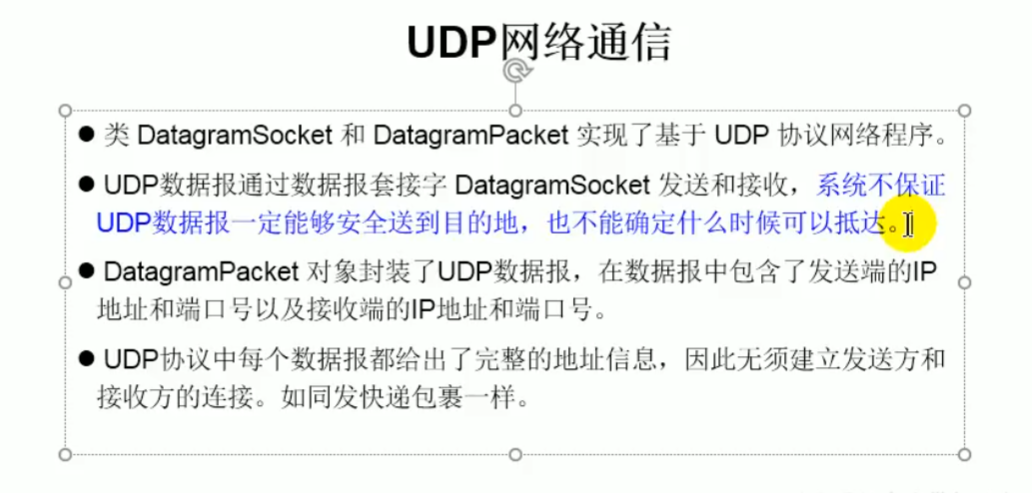 UDP网络通信
● 类 DatagramSocket 和 DatagramPacket 实现了基于 UDP 协议网络程序。
● UDP数据报通过数据报套接字 DatagramSocket 发送和接收，系统不保证
UDP数据报一定能够安全送到目的地，也不能确定什么时候可以抵达。
● DatagramPacket 对象封装了UDP数据报，在数据报中包含了发送端的IP
地址和端口号以及接收端的IP地址和端口号。
● UDP协议中每个数据报都给出了完整的地址信息，因此无须建立发送方和
接收方的连接。如同发快递包裹一样。